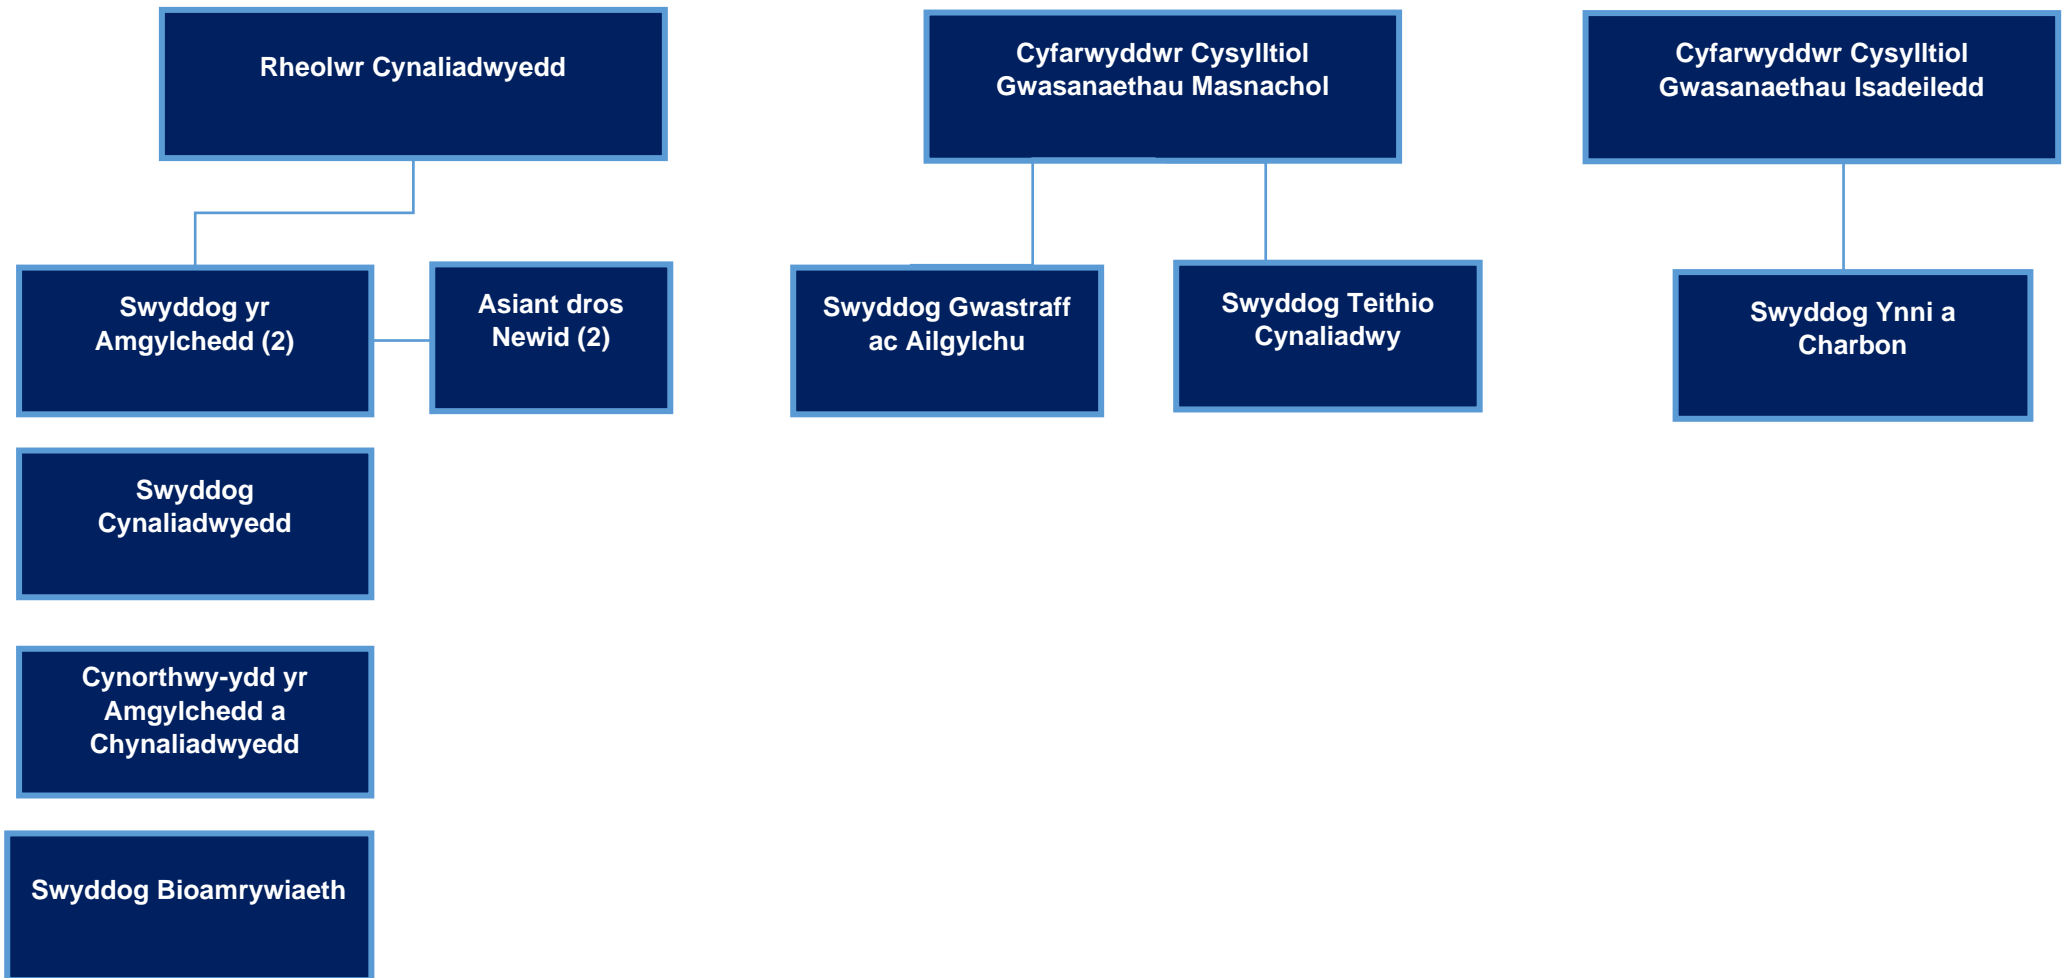 Rheolwr Cynaliadwyedd
Cyfarwyddwr Cysylltiol
Gwasanaethau Masnachol
Cyfarwyddwr Cysylltiol
Gwasanaethau Isadeiledd
Swyddog yr
Amgylchedd (2)
Asiant dros
Newid (2)
Swyddog Gwastraff
ac Ailgylchu
Swyddog Teithio
Cynaliadwy
Swyddog Ynni a
Charbon
Swyddog
Cynaliadwyedd
Cynorthwy-ydd yr
Amgylchedd a
Chynaliadwyedd
Swyddog Bioamrywiaeth